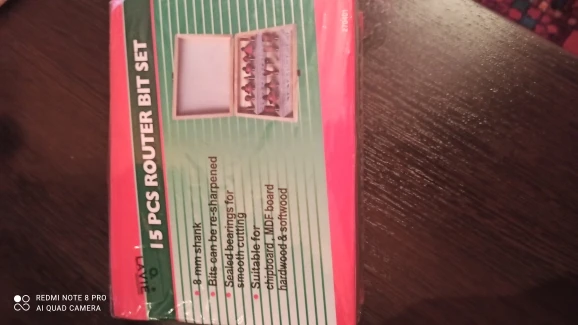 15 PCS ROUTER BIT SET
• 8 mm shank
• Bits can be re-sharpened
• Sealed bearings for
smooth cutting
• Suitable for
chipboard, MDF board
hardwood & softwood
REDMI NOTE 8 PRO
AI QUAD CAMERA